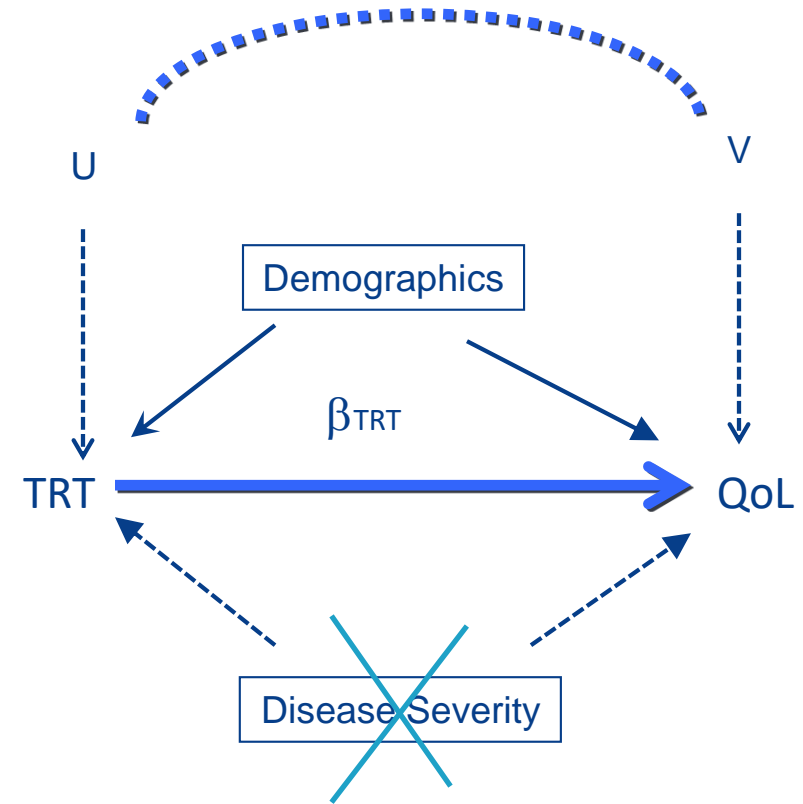 U
V
Demographics
βTRT
TRT
QoL
Disease Severity